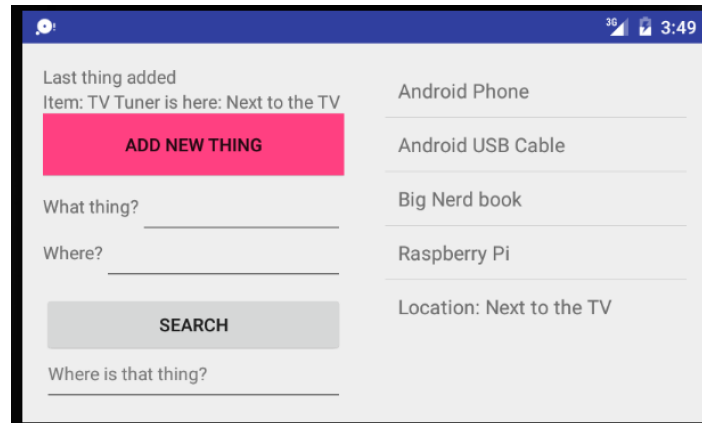 3G 3:49
Last thing added
Item: TV Tuner is here: Next to the TV
ADD NEW THING
What thing?
Where?
SEARCH
Where is that thing?
Android Phone
Android USB Cable
Big Nerd book
Raspberry Pi
Location: Next to the TV